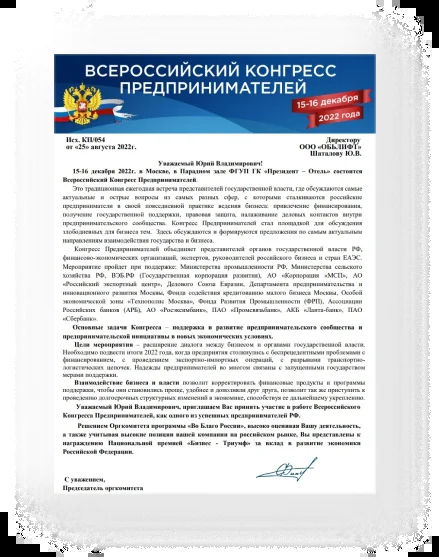 ВСЕРОССИЙСКИЙ КОНГРЕСС
ПРЕДПРИНИМАТЕЛЕЙ
15-16 декабря
2022 года
Исх. КП/054
от «25» августа 2022г.
Директору
ООО «ОБЬЛИФТ»
Шаталову Ю.В.
Уважаемый Юрий Владимирович!
15-16 декабря 2022г. в Москве, в Парадном зале ФГУП ГК «Президент – Отель» состоится
Всероссийский Конгресс Предпринимателей.
Это традиционная ежегодная встреча представителей государственной власти, где обсуждаются самые
актуальные и острые вопросы из самых разных сфер, с которыми сталкиваются российские
предприниматели в своей повседневной практике ведения бизнеса: привлечение финансирования,
получение государственной поддержки, правовая защита, налаживание деловых контактов внутри
предпринимательского сообщества. Конгресс Предпринимателей стал площадкой для обсуждения
злободневных для бизнеса тем. Здесь обсуждаются и формируются предложения по самым актуальным
направлениям взаимодействия государства и бизнеса.
Конгресс Предпринимателей объединяет представителей органов государственной власти РФ,
финансово-экономических организаций, экспертов, руководителей российского бизнеса и стран ЕАЭС.
Мероприятие пройдет при поддержке: Министерства промышленности РФ, Министерства сельского
хозяйства РФ, ВЭБ.РФ (Государственная корпорация развития), АО «Корпорация «МСП», АО
«Российский экспортный центр», Делового Союза Евразии, Департамента предпринимательства и
инновационного развития Москвы, Фонда содействия кредитованию малого бизнеса Москвы, Особой
экономической зоны «Технополис Москва», Фонда Развития Промышленности (ФРП), Ассоциации
Российских банков (АРБ), АО «Росэксимбанк», ПАО «Промсвязьбанк», АКБ «Ланта-банк», ПАО
«Сбербанк».
Основные задачи Конгресса – поддержка и развитие предпринимательского сообщества и
предпринимательской инициативы в новых экономических условиях.
Цели мероприятия – расширение диалога между бизнесом и органами государственной власти.
Необходимо подвести итоги 2022 года, когда предприятия столкнулись с беспрецедентными проблемами с
финансированием, с проведением экспортно-импортных операций, с разрывами транспортно-
логистических цепочек. Надежды предпринимателей во многом связаны с запущенными государством
мерами поддержки.
Взаимодействие бизнеса и власти позволит корректировать финансовые продукты и программы
поддержки, чтобы они становились проще, удобнее и дополняли друг друга, позволит так же приступить к
проведению долгосрочных структурных изменений в экономике, способствуя ее дальнейшему укреплению.
Уважаемый Юрий Владимирович, приглашаем Вас принять участие в работе Всероссийского
Конгресса Предпринимателей, как одного из успешных предпринимателей РФ.
Решением Оргкомитета программы «Во Благо России», высоко оценивая Вашу деятельность,
а также учитывая высокие позиции вашей компании на российском рынке, Вы представлены к
награждению Национальной премией «Бизнес - Триумф» за вклад в развитие экономики
Российской Федерации.
С уважением,
Председатель оргкомитета